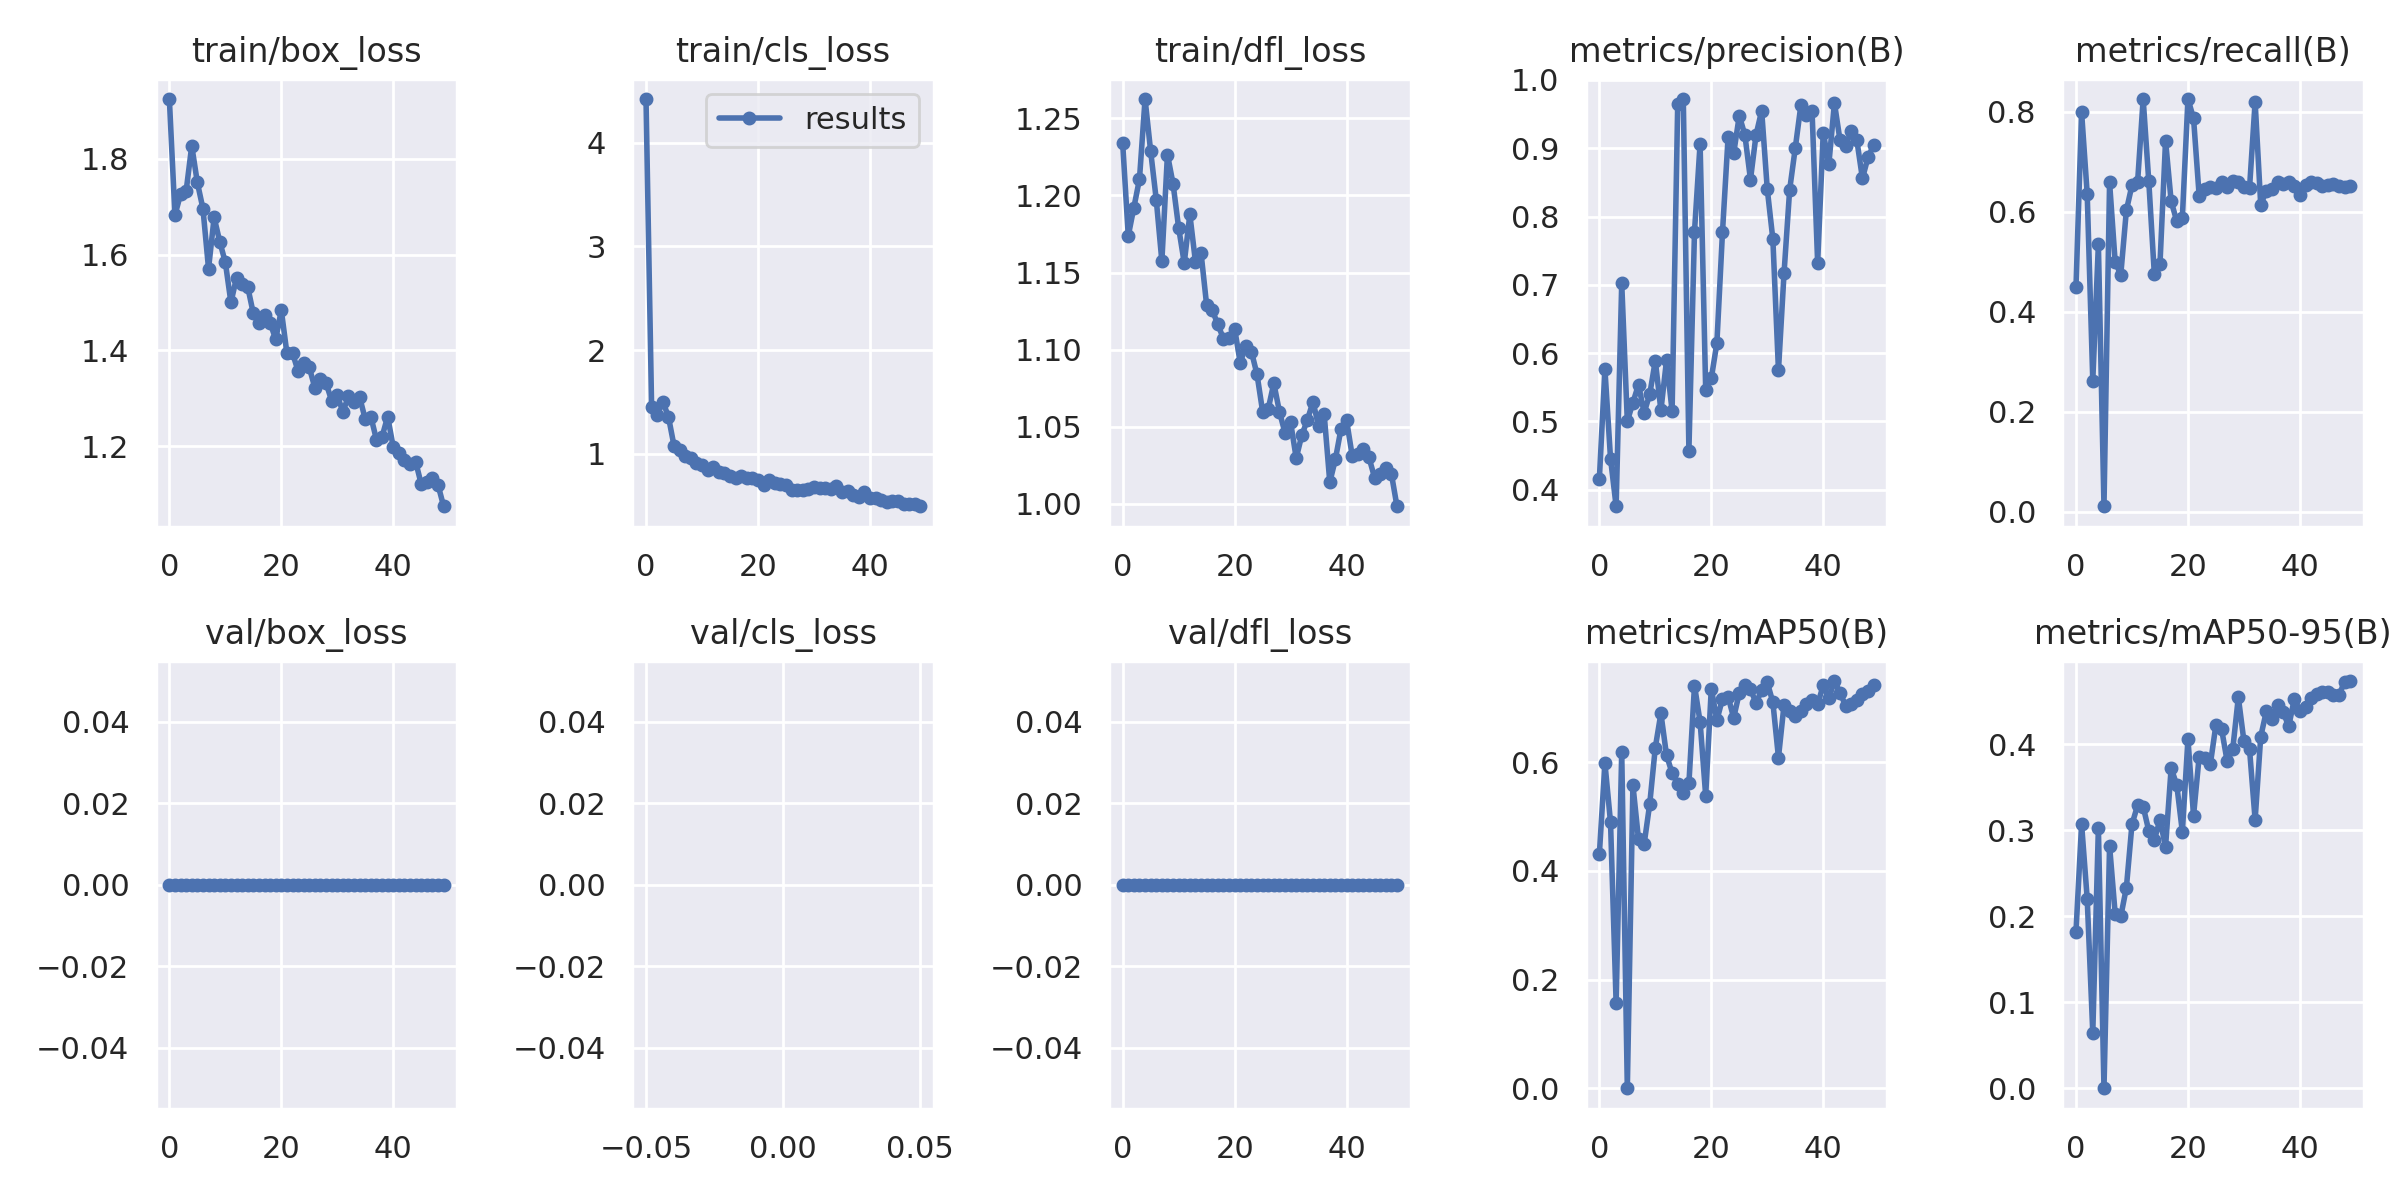 train/box_loss
1.8
1.6
1.4
1.2
0 20 40
train/cls_loss
results
4
3
2
1
0 20 40
train/dfl_loss
1.25
1.20
1.15
1.10
1.05
1.00
0 20 40
metrics/precision(B)
1.0
0.9
0.8
0.7
0.6
0.5
0.4
0 20 40
metrics/recall(B)
0.8
0.6
0.4
0.2
0.0
0 20 40
val/box_loss
0.04
0.02
0.00
−0.02
−0.04
0 20 40
val/cls_loss
0.04
0.02
0.00
−0.02
−0.04
−0.05 0.00 0.05
val/dfl_loss
0.04
0.02
0.00
−0.02
−0.04
0 20 40
metrics/mAP50(B)
0.6
0.4
0.2
0.0
0 20 40
metrics/mAP50-95(B)
0.4
0.3
0.2
0.1
0.0
0 20 40